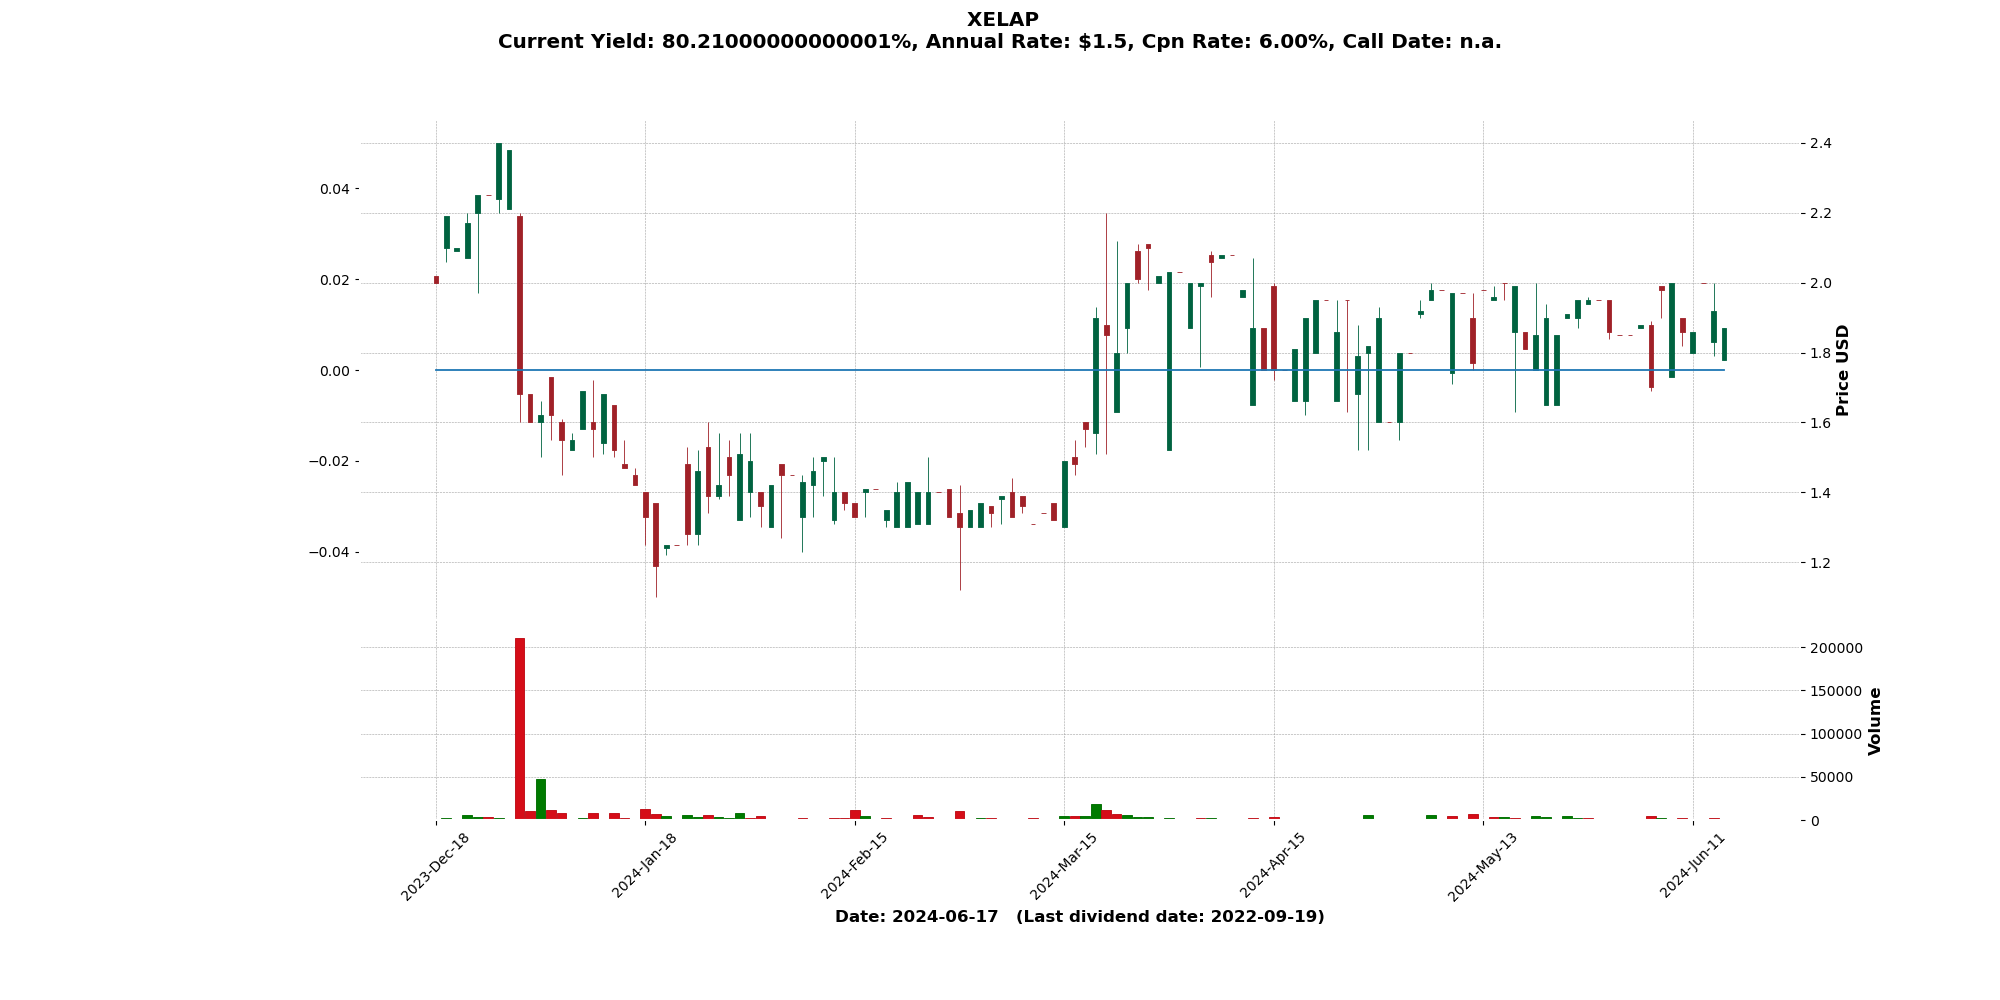 XELAP
Current Yield: 80.21000000000001%, Annual Rate: $1.5, Cpn Rate: 6.00%, Call Date: n.a.
0.04
0.02
0.00
−0.02
−0.04
2.4
2.2
2.0
1.8
1.6
1.4
1.2
Price USD
200000
150000
100000
50000
0
Volume
2023-Dec-18
2024-Jan-18
2024-Feb-15
2024-Mar-15
2024-Apr-15
2024-May-13
2024-Jun-11
Date: 2024-06-17 (Last dividend date: 2022-09-19)